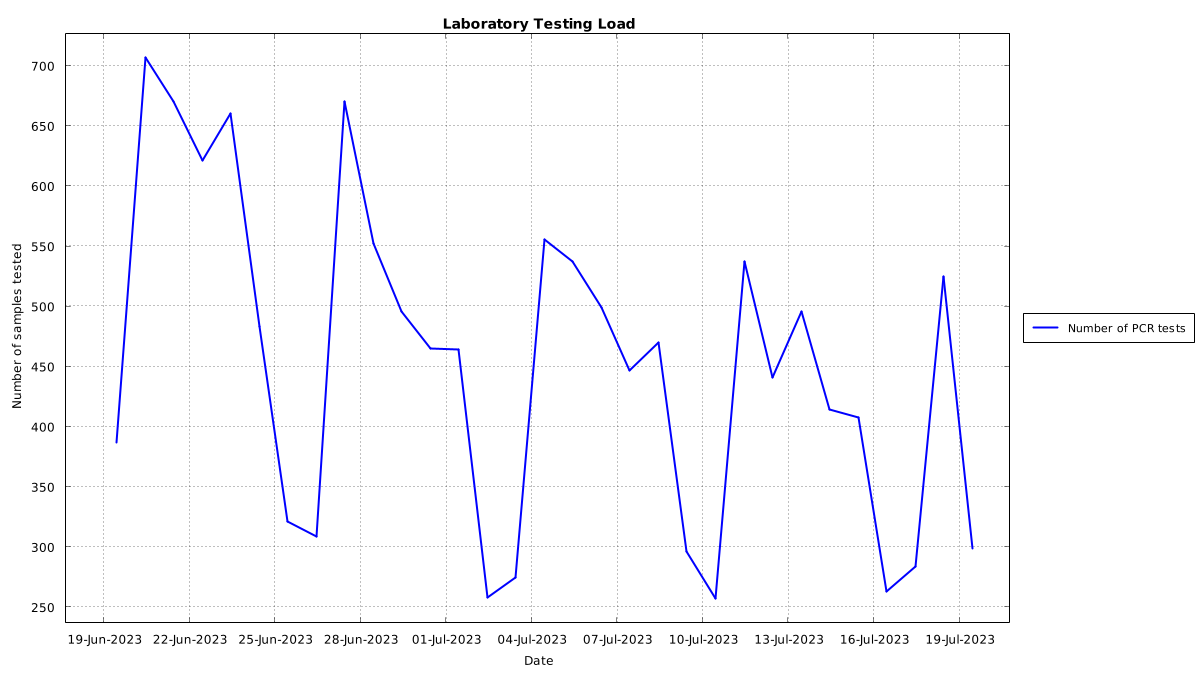 Laboratory Testing Load
700
650
600
550
500
450
400
350
300
250
Number of samples tested
19-Jun-2023 22-Jun-2023 25-Jun-2023 28-Jun-2023 01-Jul-2023 04-Jul-2023 07-Jul-2023 10-Jul-2023 13-Jul-2023 16-Jul-2023 19-Jul-2023
Date
Number of PCR tests